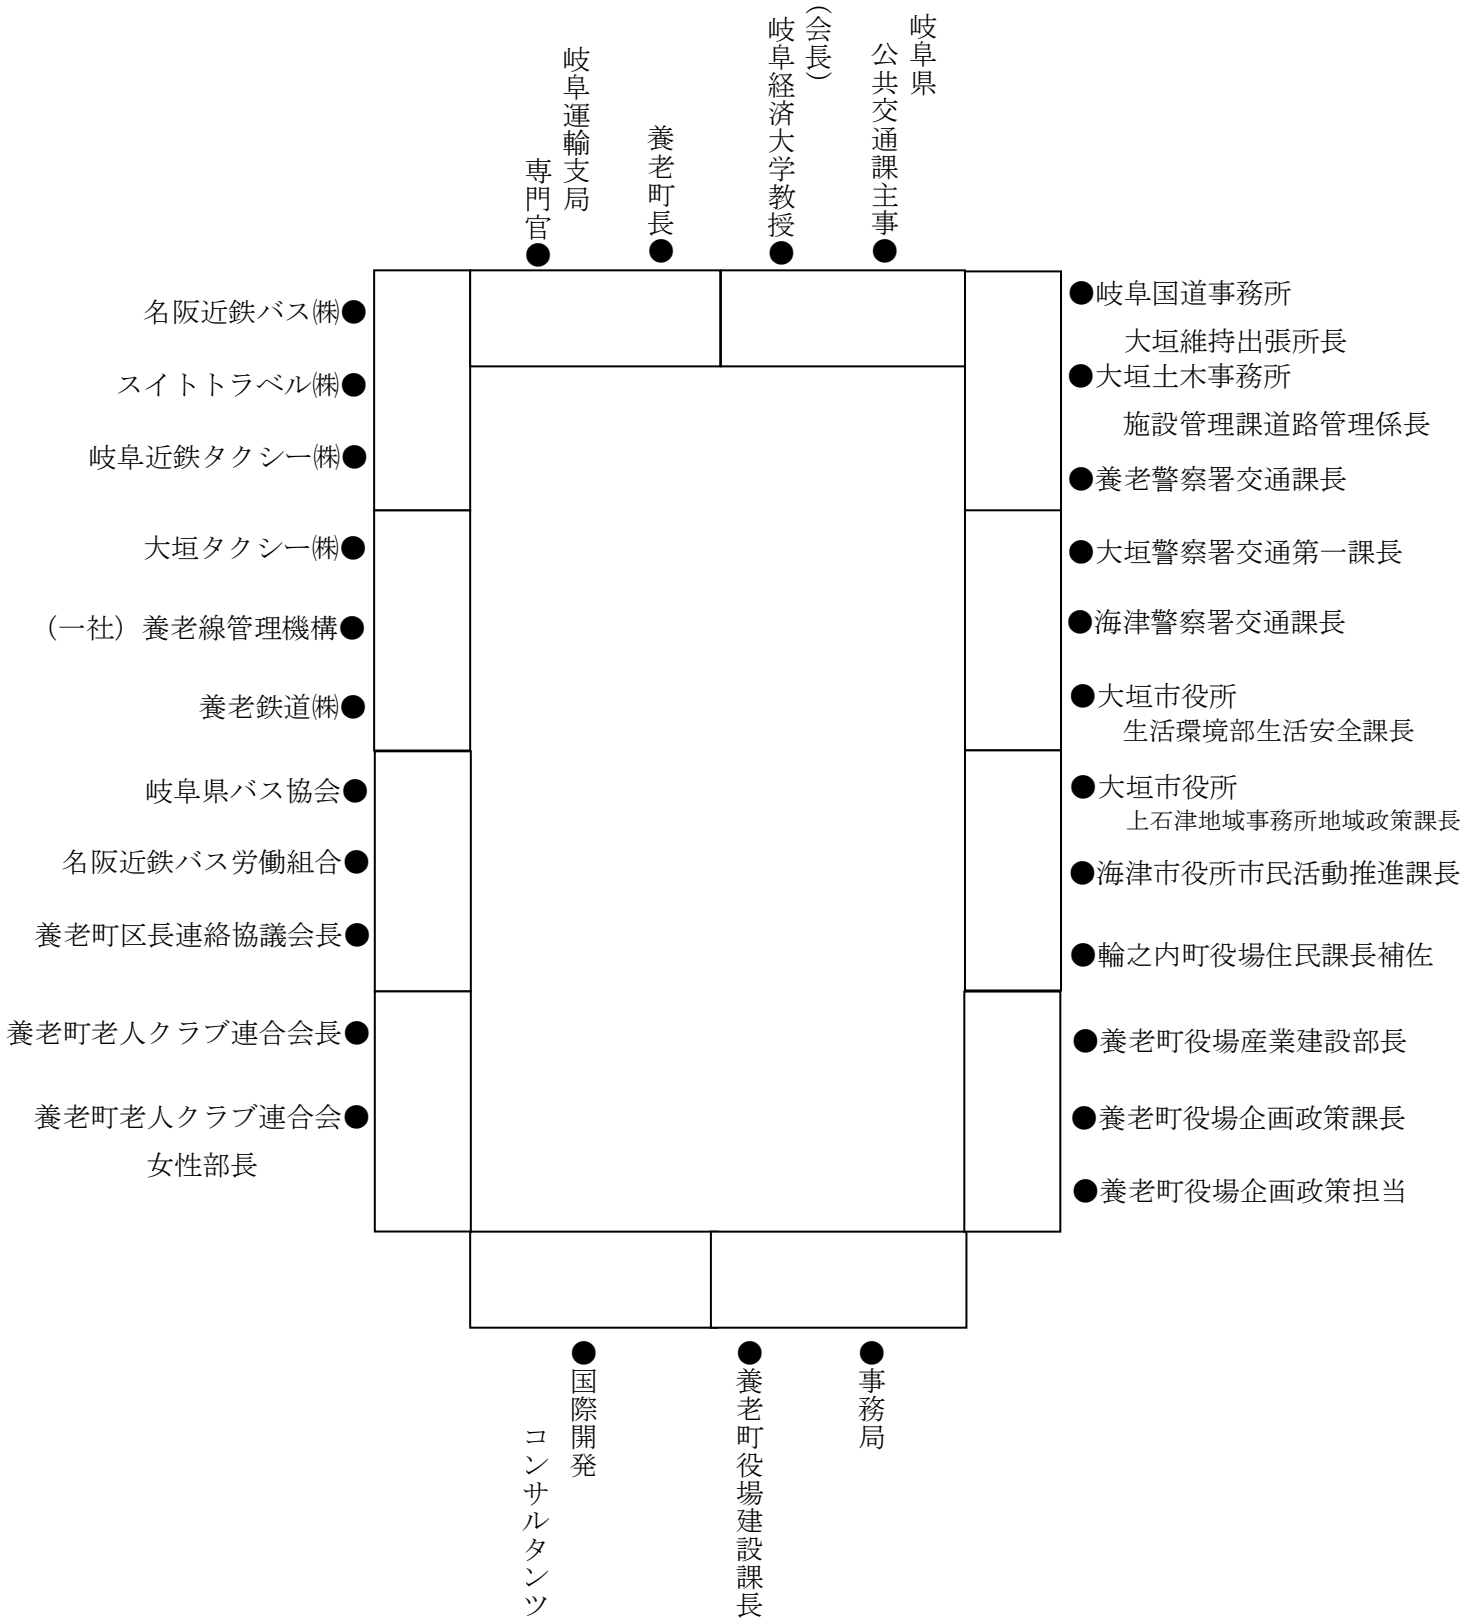 岐阜県
公共交通課主事●
(会長)
岐阜経済大学教授●
養老町長●
岐阜運輸支局
専門官●
名阪近鉄バス㈱●
スイトトラベル㈱●
岐阜近鉄タクシー㈱●
大垣タクシー㈱●
（一社）養老線管理機構●
養老鉄道㈱●
岐阜県バス協会●
名阪近鉄バス労働組合●
養老町区長連絡協議会長●
養老町老人クラブ連合会長●
養老町老人クラブ連合会●
女性部長
●岐阜国道事務所
大垣維持出張所長
●大垣土木事務所
施設管理課道路管理係長
●養老警察署交通課長
●大垣警察署交通第一課長
●海津警察署交通課長
●大垣市役所
生活環境部生活安全課長
●大垣市役所
上石津地域事務所地域政策課長
●海津市役所市民活動推進課長
●輪之内町役場住民課長補佐
●養老町役場産業建設部長
●養老町役場企画政策課長
●養老町役場企画政策担当
●事務局
●養老町役場建設課長
●国際開発
コンサルタンツ